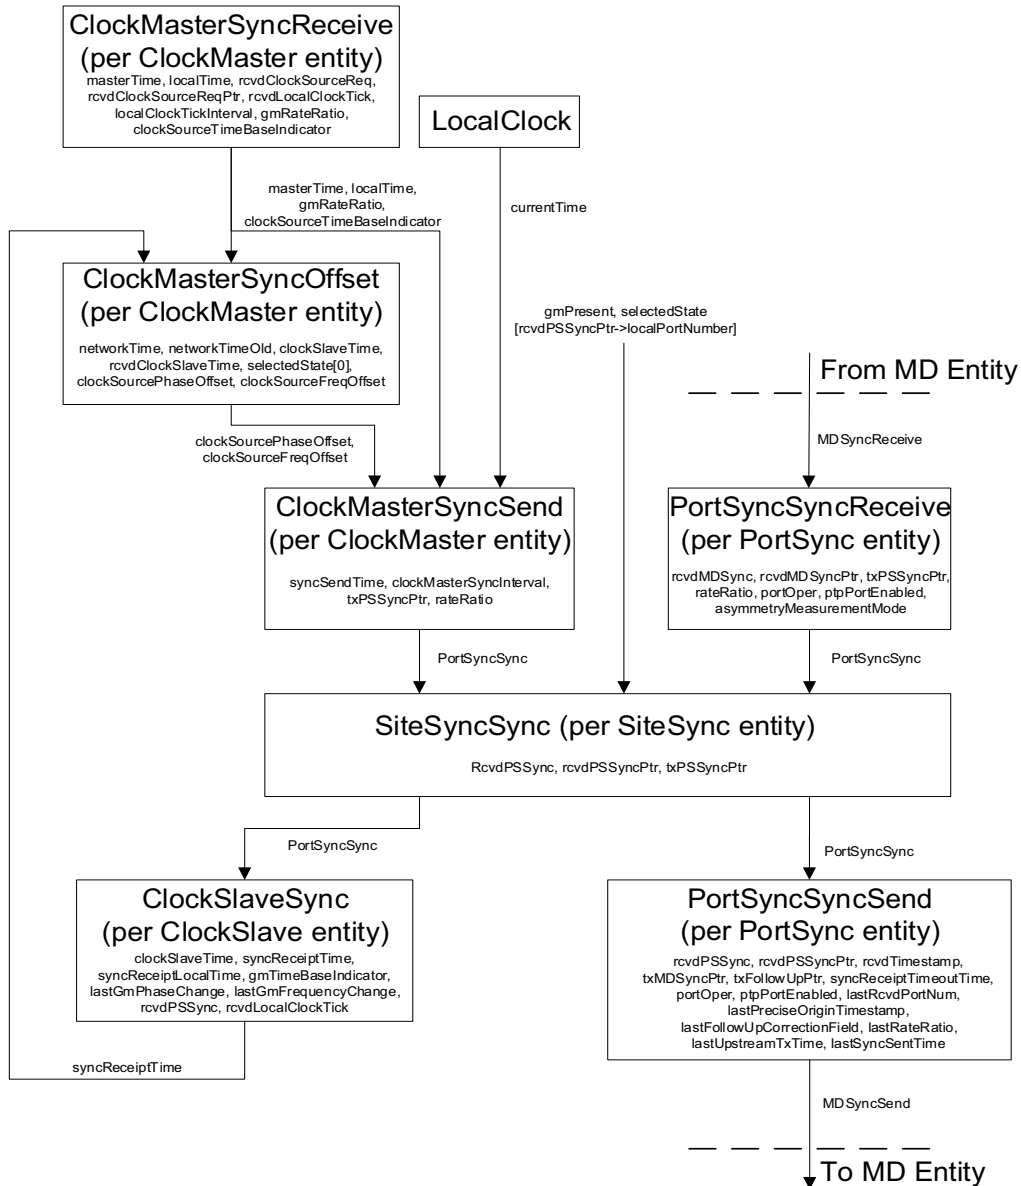 ClockMasterSyncReceive
(per ClockMaster entity)
masterTime, localTime, rcvdClockSourceReq,
rcvdClockSourceReqPtr, rcvdLocalClockTick,
localClockTickInterval, gmRateRatio,
clockSourceTimeBaseIndicator
LocalClock
masterTime, localTime,
gmRateRatio,
clockSourceTimeBaseIndicator
currentTime
ClockMasterSyncOffset
(per ClockMaster entity)
networkTime, networkTimeOld, clockSlaveTime,
rcvdClockSlaveTime, selectedState[0],
clockSourcePhaseOffset, clockSourceFreqOffset
gmPresent, selectedState
[rcvdPSSyncPtr->localPortNumber]
From MD Entity
clockSourcePhaseOffset,
clockSourceFreqOffset
MDSyncReceive
ClockMasterSyncSend
(per ClockMaster entity)
syncSendTime, clockMasterSyncInterval,
txPSSyncPtr, rateRatio
PortSyncSyncReceive
(per PortSync entity)
rcvdMDSync, rcvdMDSyncPtr, txPSSyncPtr,
rateRatio, portOper, ptpPortEnabled,
asymmetryMeasurementMode
PortSyncSync
PortSyncSync
SiteSyncSync (per SiteSync entity)
RcvdPSSync, rcvdPSSyncPtr, txPSSyncPtr
PortSyncSync
PortSyncSync
ClockSlaveSync
(per ClockSlave entity)
clockSlaveTime, syncReceiptTime,
syncReceiptLocalTime, gmTimeBaseIndicator,
lastGmPhaseChange, lastGmFrequencyChange,
rcvdPSSync, rcvdLocalClockTick
PortSyncSyncSend
(per PortSync entity)
rcvdPSSync, rcvdPSSyncPtr, rcvdTimestamp,
txMDSyncPtr, txFollowUpPtr, syncReceiptTimeoutTime,
portOper, ptpPortEnabled, lastRcvdPortNum,
lastPreciseOriginTimestamp,
lastFollowUpCorrectionField, lastRateRatio,
lastUpstreamTxTime, lastSyncSentTime
syncReceiptTime
MDSyncSend
To MD Entity